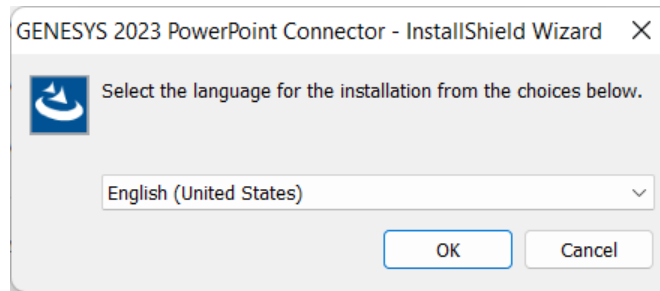 GENESYS 2023 PowerPoint Connector - InstallShield Wizard
Select the language for the installation from the choices below.
English (United States)
OK Cancel